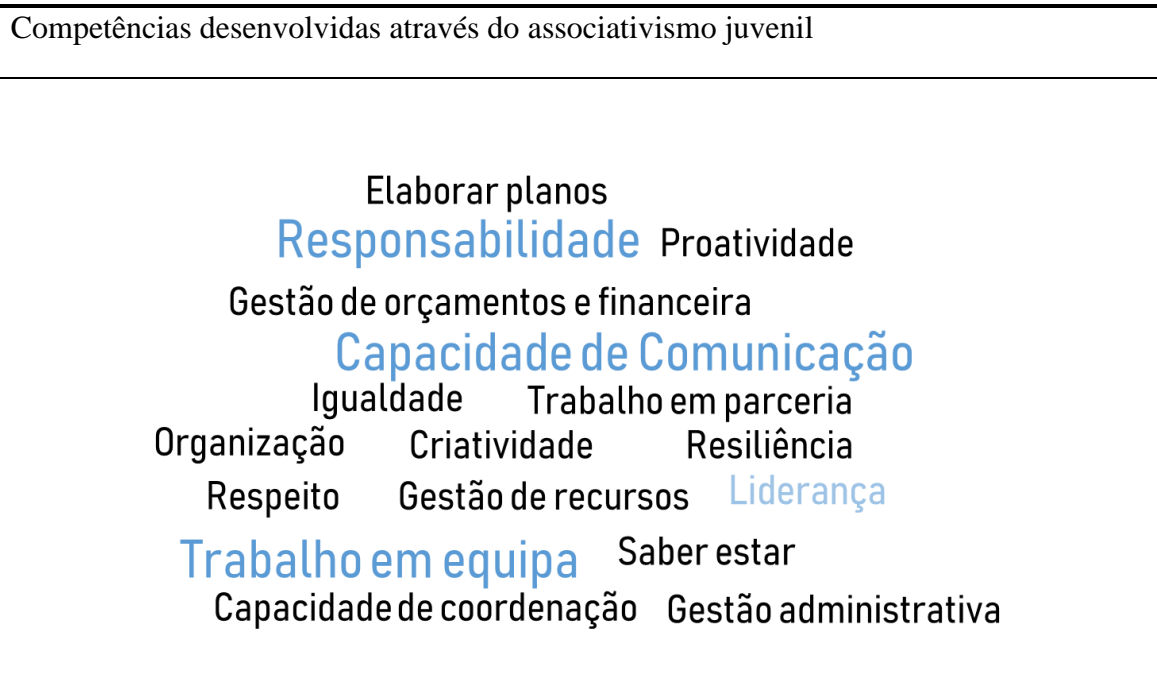 Competências desenvolvidas através do associativismo juvenil
Elaborar planos
Responsabilidade Proatividade
Gestão de orçamentos e financeira
Capacidade de Comunicação
Igualdade Trabalho em parceria
Organização Criatividade Resiliência
Respeito Gestão de recursos Liderança
Trabalho em equipa Saber estar
Capacidade de coordenação Gestão administrativa